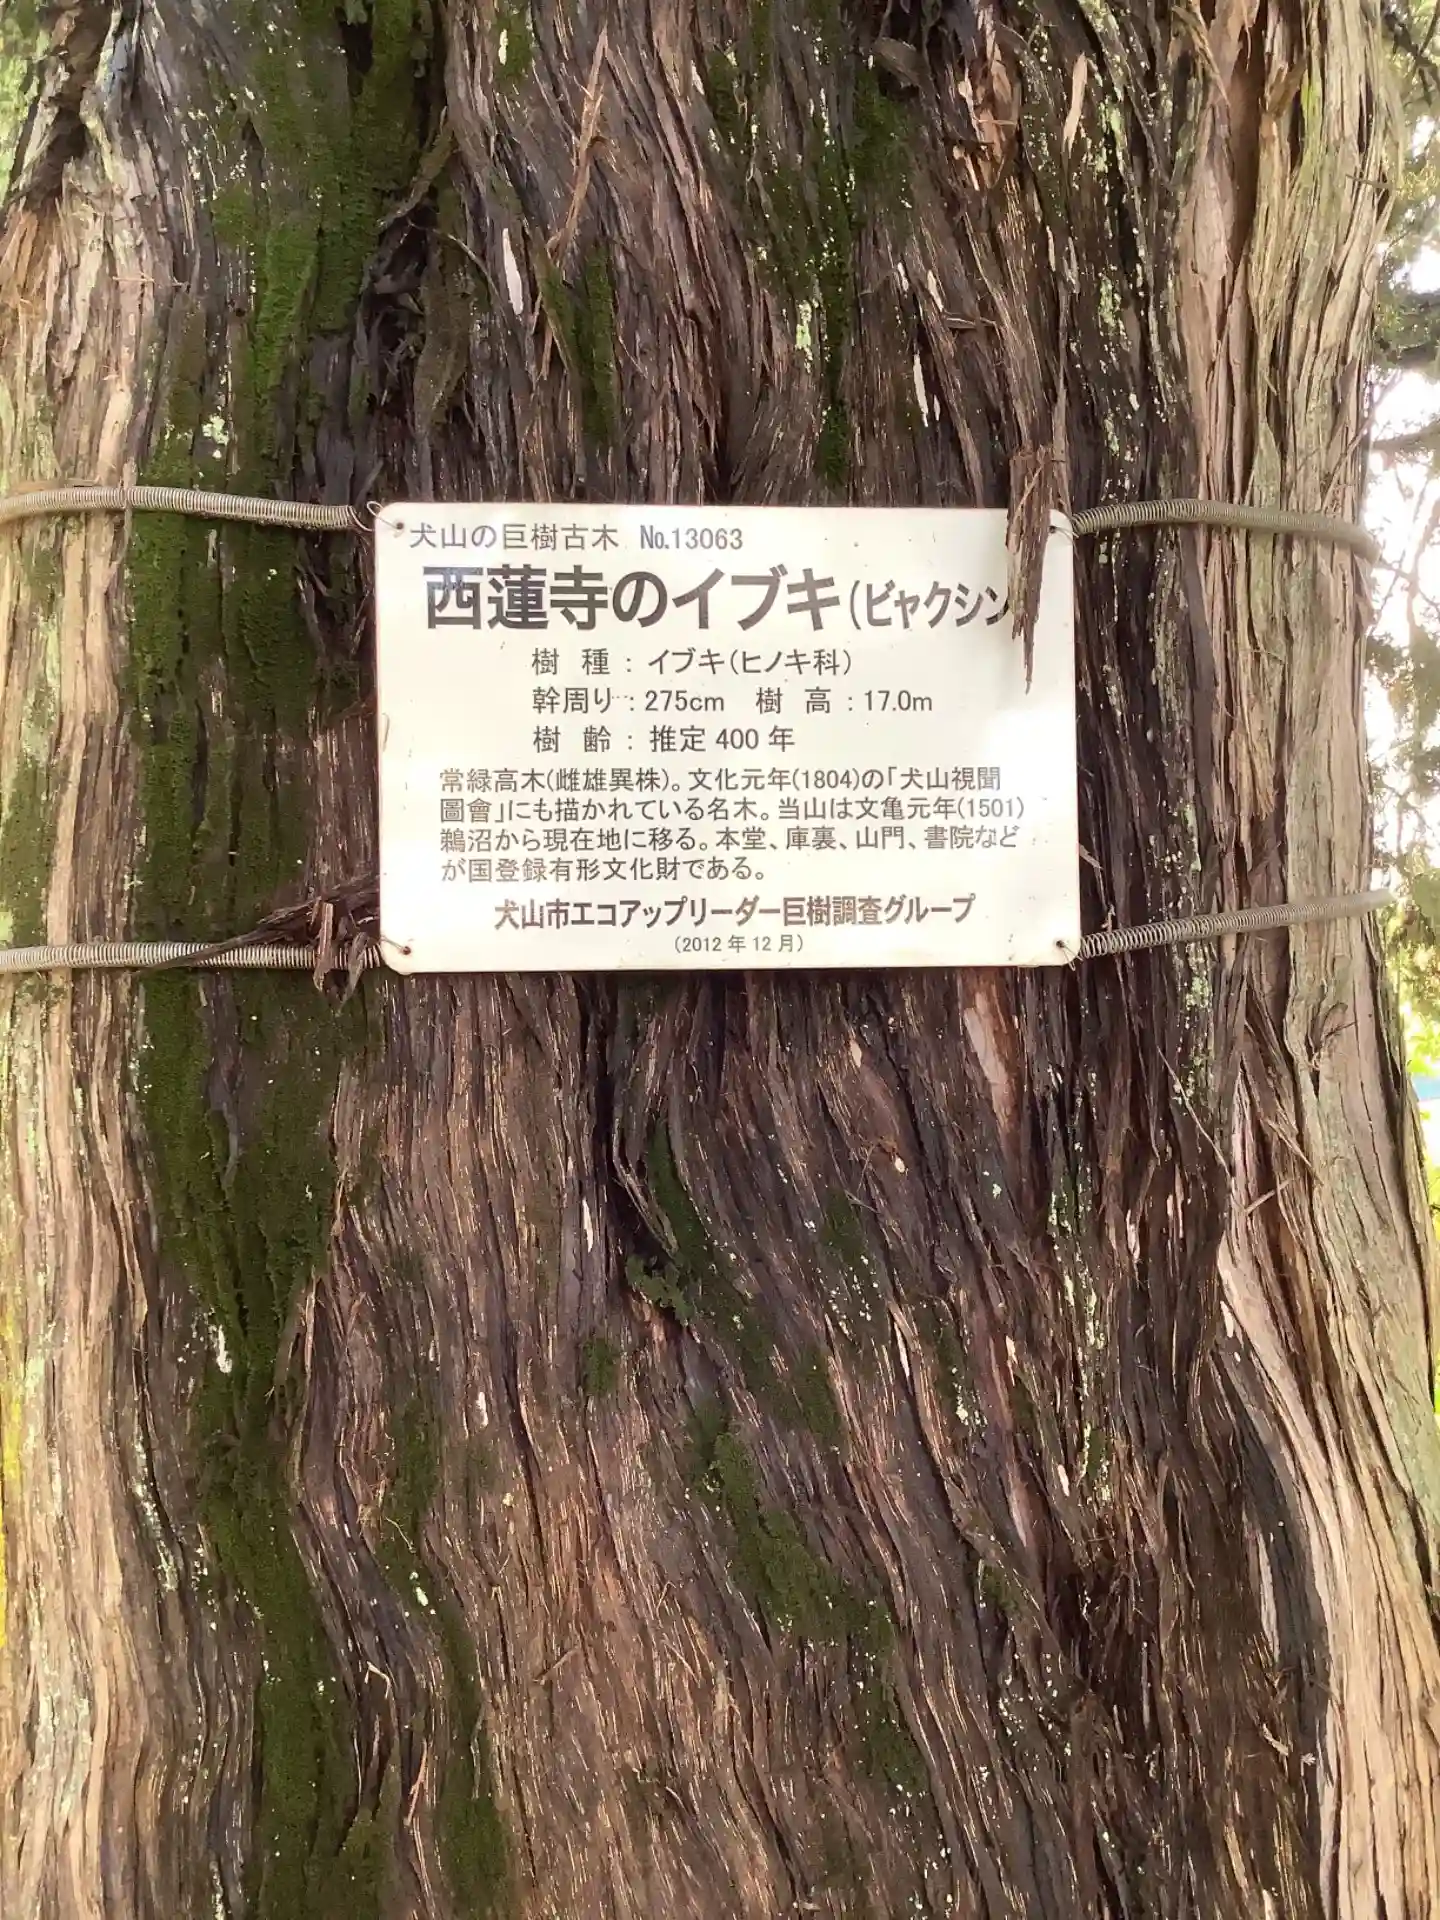 犬山の巨樹古木 №13063
西蓮寺のイブキ(ビャクシン
樹 種 : イブキ(ヒノキ科)
幹周り : 275cm 樹 高 : 17.0m
樹 齢 : 推定 400 年
常緑高木(雌雄異株)。文化元年(1804)の「犬山視聞
圖會」にも描かれている名木。当山は文亀元年(1501)
鵜沼から現在地に移る。本堂、庫裏、山門、書院など
が国登録有形文化財である。
犬山市エコアップリーダー巨樹調査グループ
(2012 年 12 月)